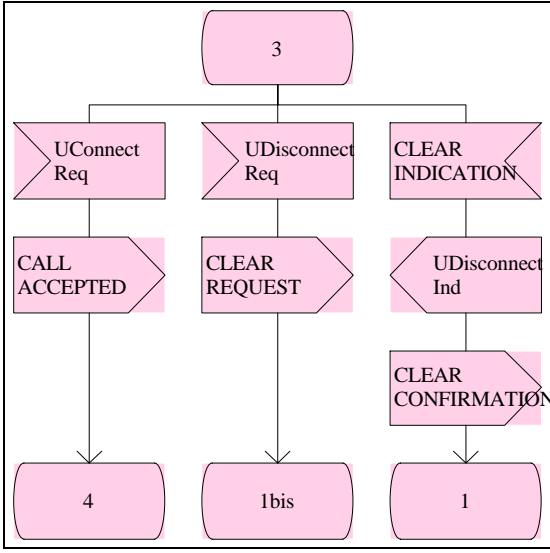 3
UConnect
Req
UDisconnect
Req
CLEAR
INDICATION
CALL
ACCEPTED
CLEAR
REQUEST
UDisconnect
Ind
CLEAR
CONFIRMATION
4
1bis
1